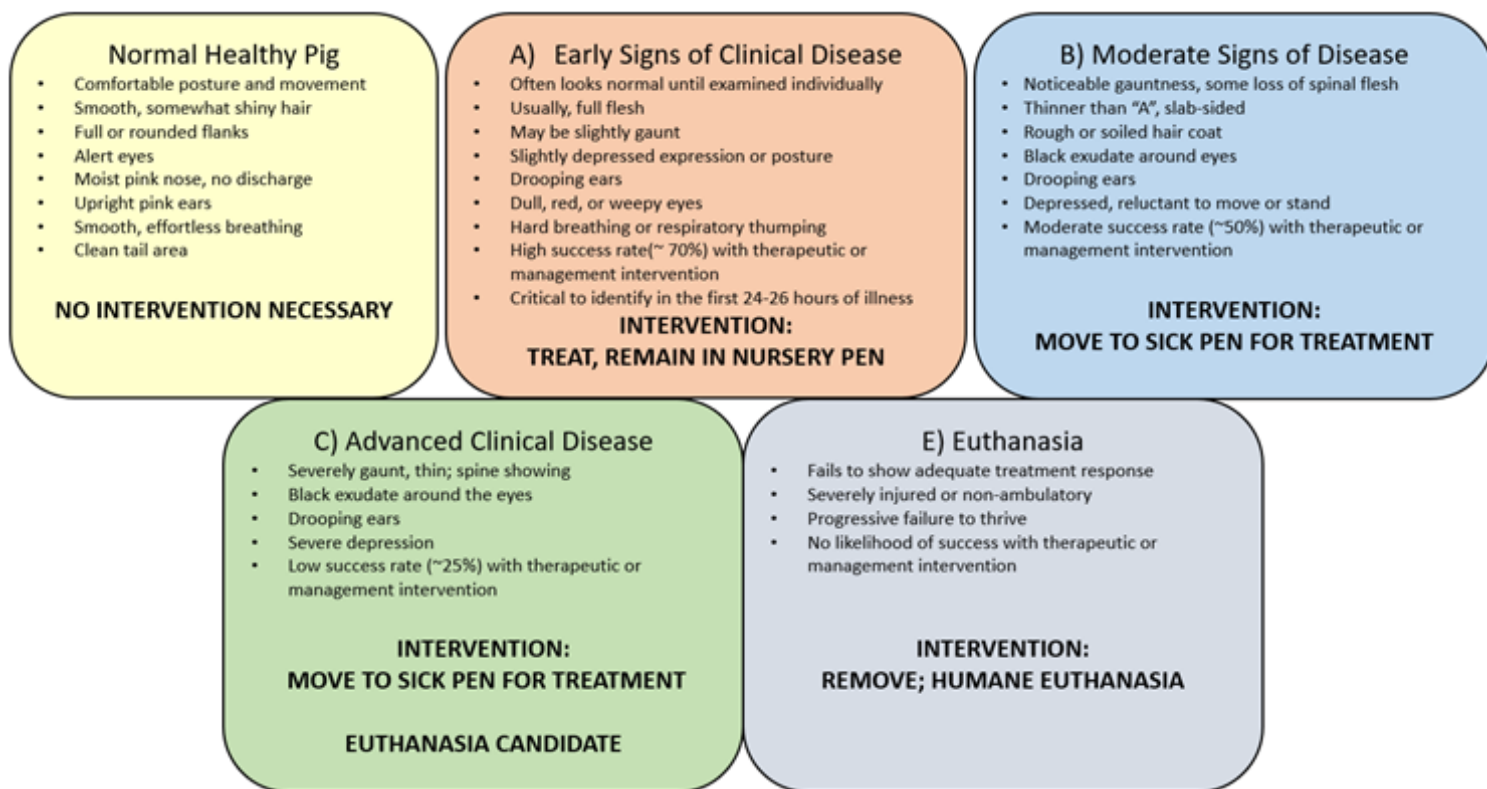 Normal Healthy Pig
• Comfortable posture and movement
• Smooth, somewhat shiny hair
• Full or rounded flanks
• Alert eyes
• Moist pink nose, no discharge
• Upright pink ears
• Smooth, effortless breathing
• Clean tail area
NO INTERVENTION NECESSARY
A) Early Signs of Clinical Disease
• Often looks normal until examined individually
• Usually, full flesh
• May be slightly gaunt
• Slightly depressed expression or posture
• Drooping ears
• Dull, red, or weepy eyes
• Hard breathing or respiratory thumping
• High success rate(~ 70%) with therapeutic or
management intervention
• Critical to identify in the first 24-26 hours of illness
INTERVENTION:
TREAT, REMAIN IN NURSERY PEN
B) Moderate Signs of Disease
• Noticeable gauntness, some loss of spinal flesh
• Thinner than “A”, slab-sided
• Rough or soiled hair coat
• Black exudate around eyes
• Drooping ears
• Depressed, reluctant to move or stand
• Moderate success rate (~50%) with therapeutic or
management intervention
INTERVENTION:
MOVE TO SICK PEN FOR TREATMENT
C) Advanced Clinical Disease
• Severely gaunt, thin; spine showing
• Black exudate around the eyes
• Drooping ears
• Severe depression
• Low success rate (~25%) with therapeutic or
management intervention
INTERVENTION:
MOVE TO SICK PEN FOR TREATMENT
EUTHANASIA CANDIDATE
E) Euthanasia
• Fails to show adequate treatment response
• Severely injured or non-ambulatory
• Progressive failure to thrive
• No likelihood of success with therapeutic or
management intervention
INTERVENTION:
REMOVE; HUMANE EUTHANASIA